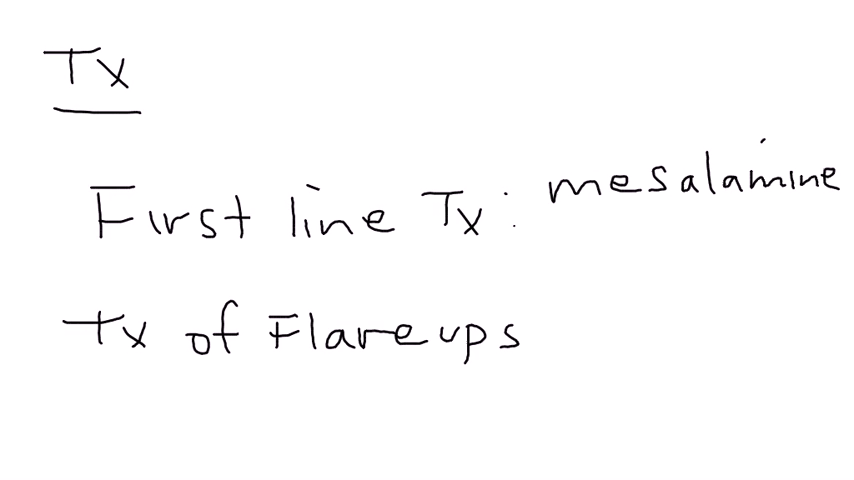 Tx
First line Tx: mesalamine
Tx of Flareups